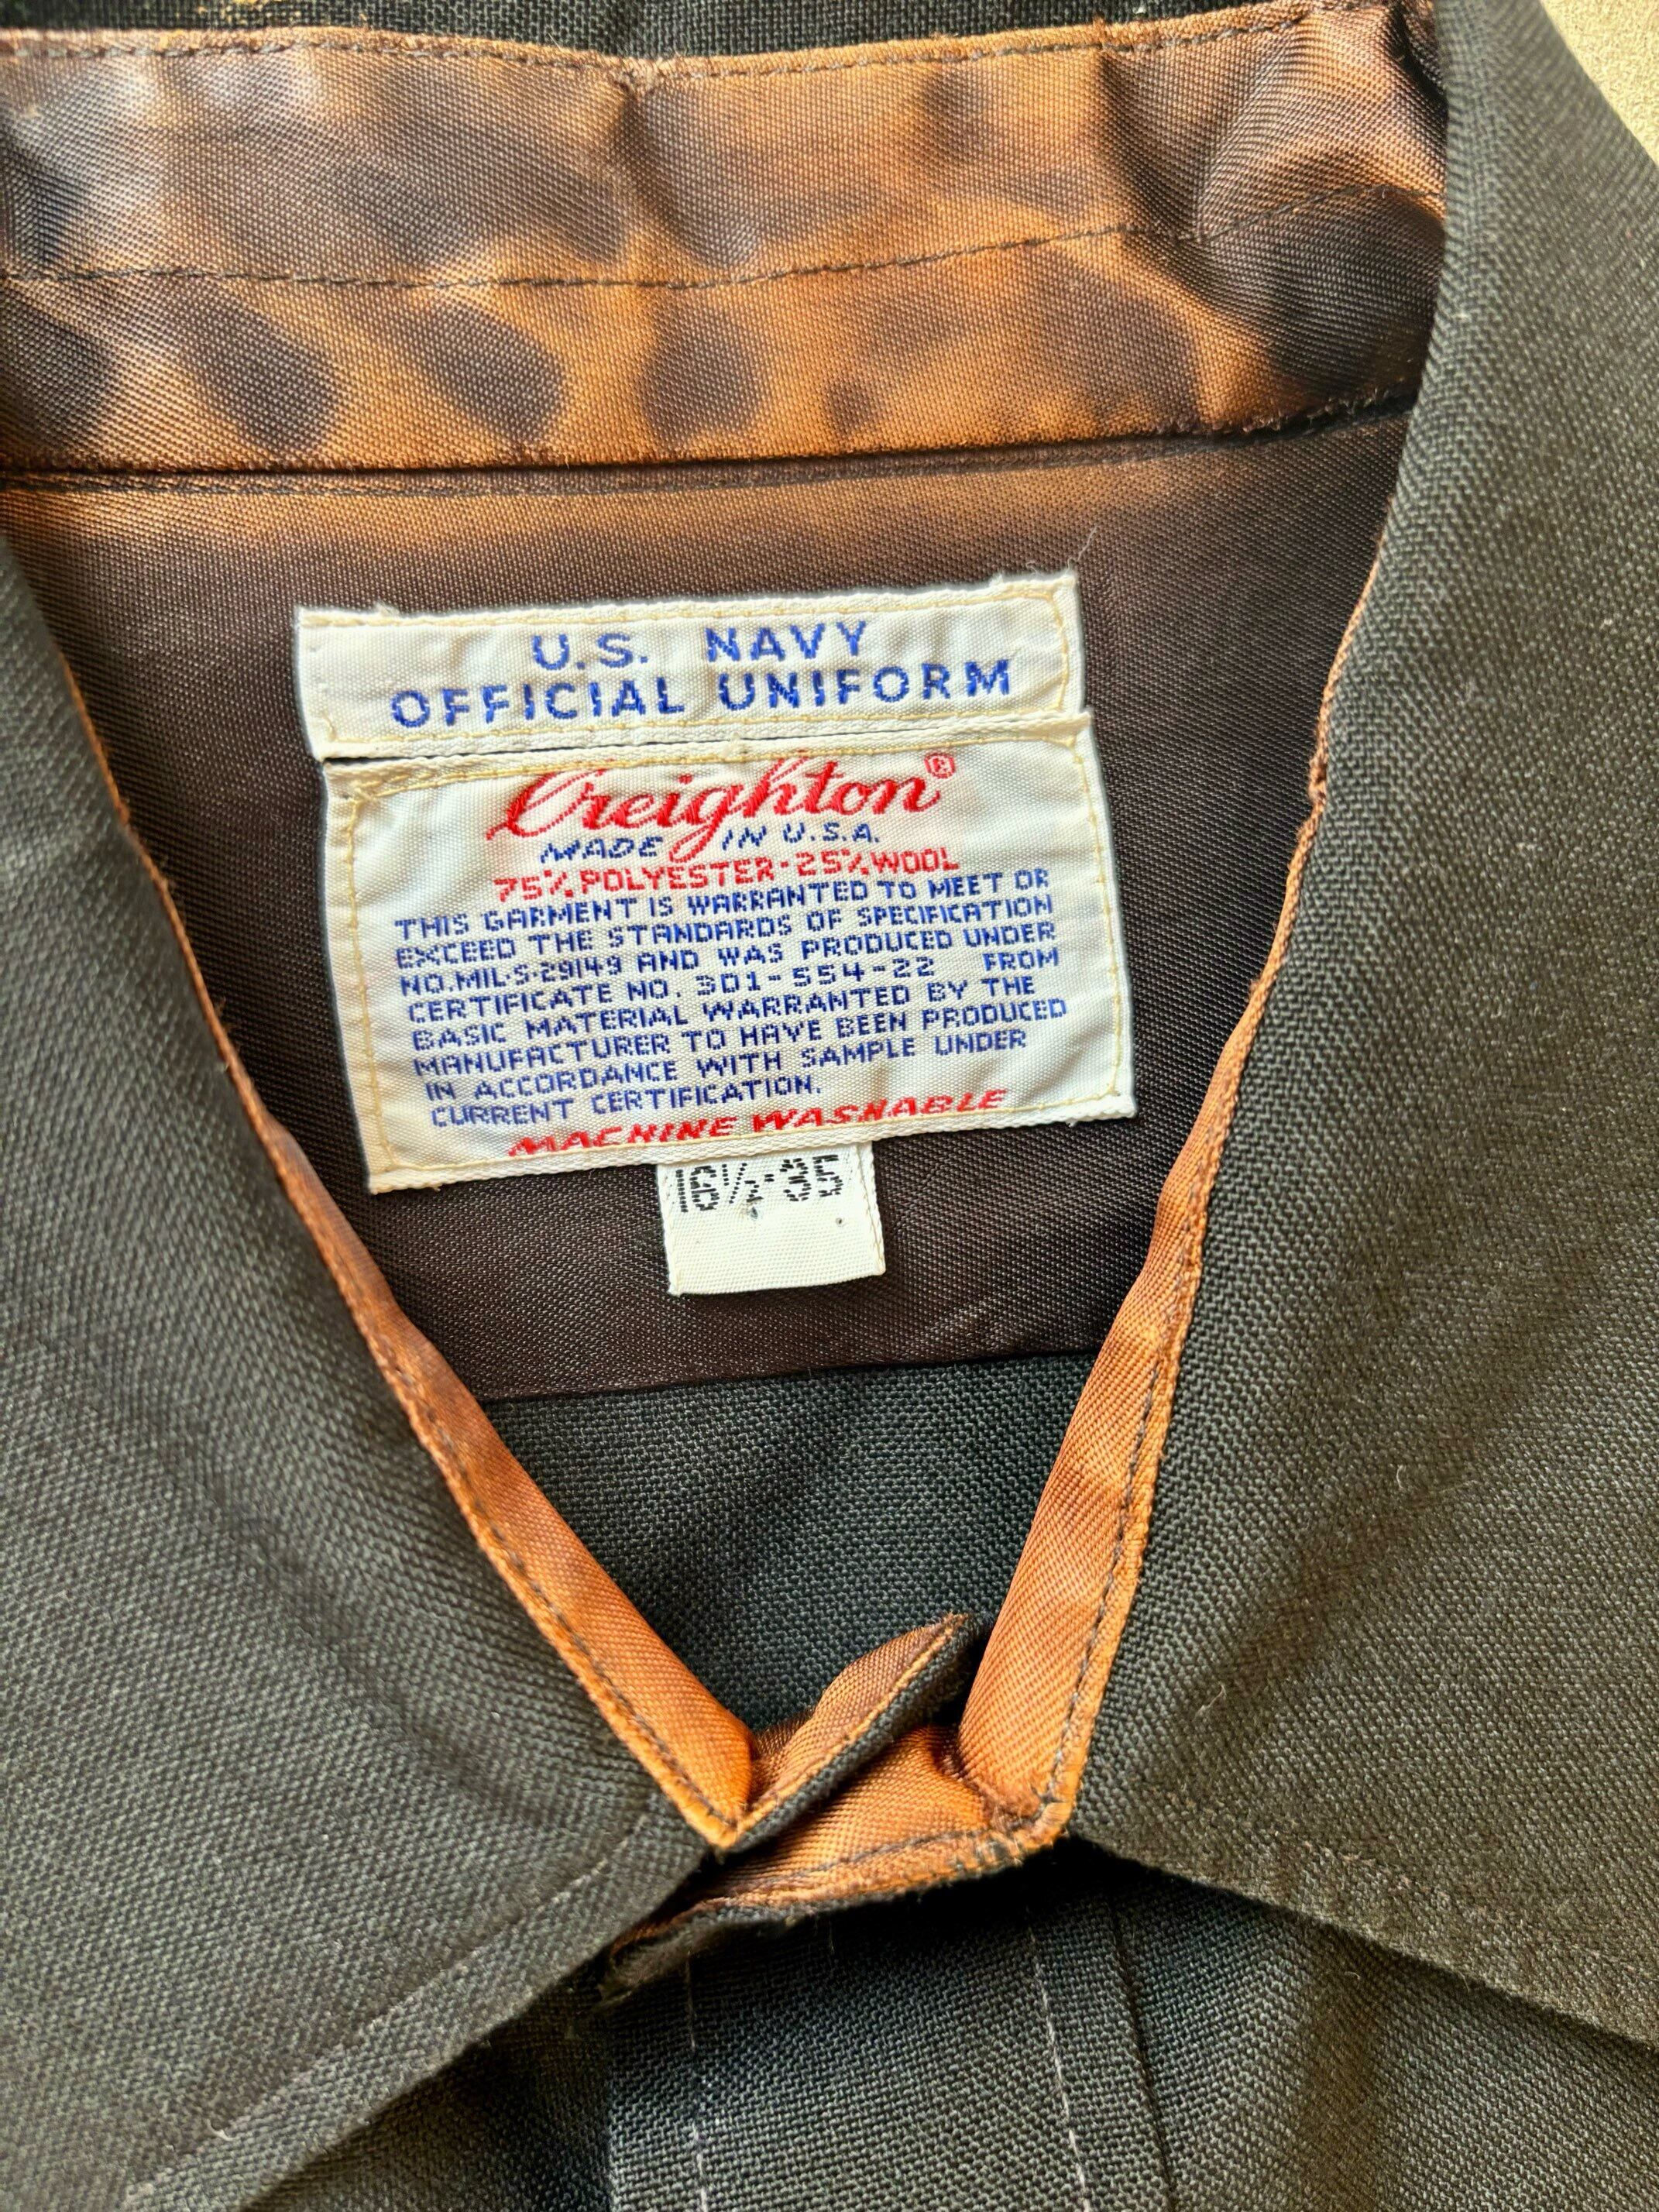 U.S. NAVY
OFFICIAL UNIFORM
Creighton®
MADE IN U.S.A.
75% POLYESTER·25% WOOL
THIS GARMENT IS WARRANTED TO MEET OR
EXCEED THE STANDARDS OF SPECIFICATION
NO.MIL-S-29149 AND WAS PRODUCED UNDER
CERTIFICATE NO. 301-554-22 FROM
BASIC MATERIAL WARRANTED BY THE
MANUFACTURER TO HAVE BEEN PRODUCED
IN ACCORDANCE WITH SAMPLE UNDER
CURRENT CERTIFICATION.
MACHINE WASHABLE
16½·35